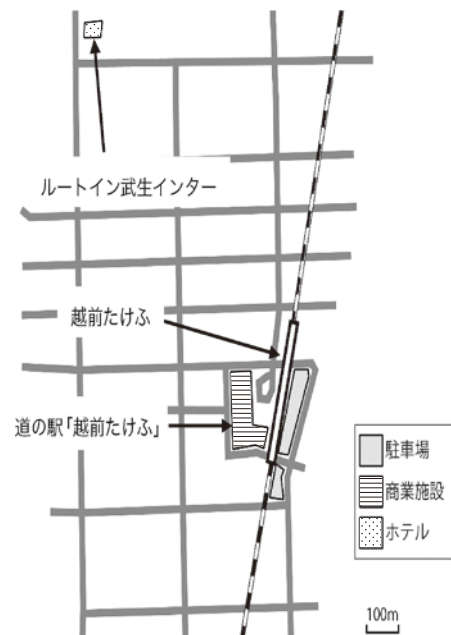 ルートイン武生インター
越前たけふ
道の駅「越前たけふ」
駐車場
商業施設
ホテル
100m